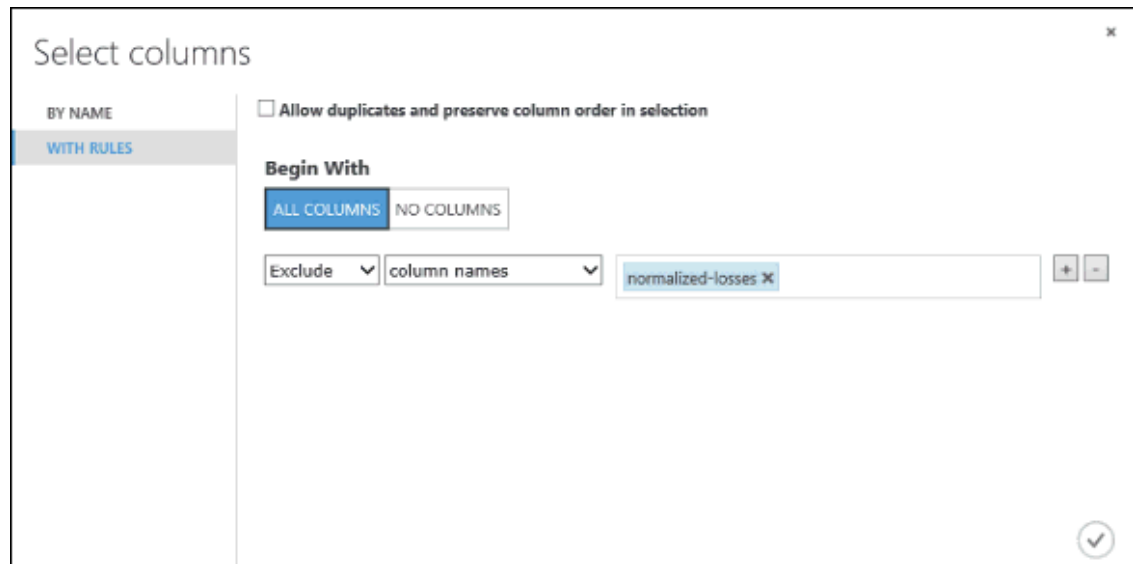 Select columns
BY NAME
WITH RULES
Allow duplicates and preserve column order in selection
Begin With
ALL COLUMNS NO COLUMNS
Exclude column names normalized-losses × + -